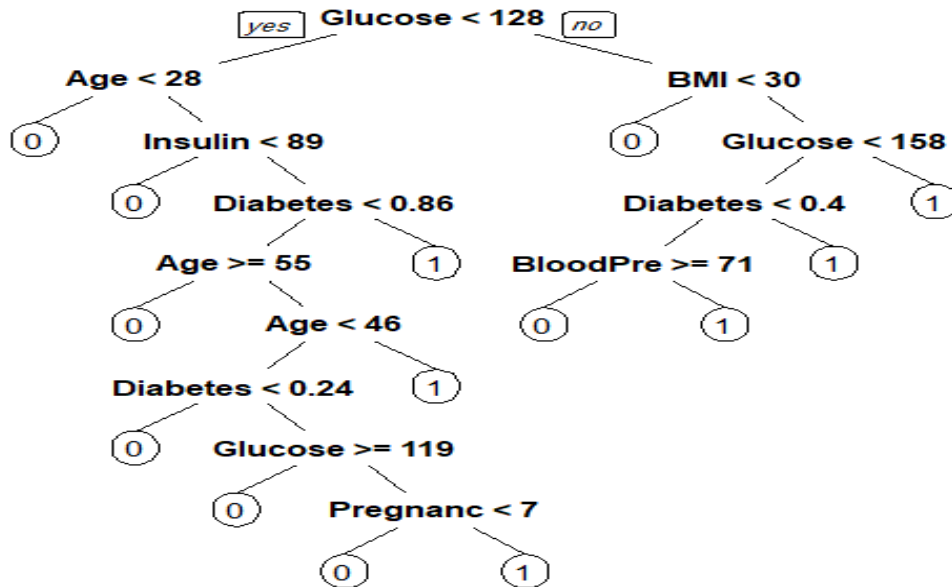 yes Glucose < 128 no
Age < 28 BMI < 30
0 Insulin < 89 0 Glucose < 158
0 Diabetes < 0.86 Diabetes < 0.4 1
Age >= 55 1 BloodPre >= 71 1
0 Age < 46 0 1
Diabetes < 0.24 1
0 Glucose >= 119
0 Pregnanc < 7
0 1